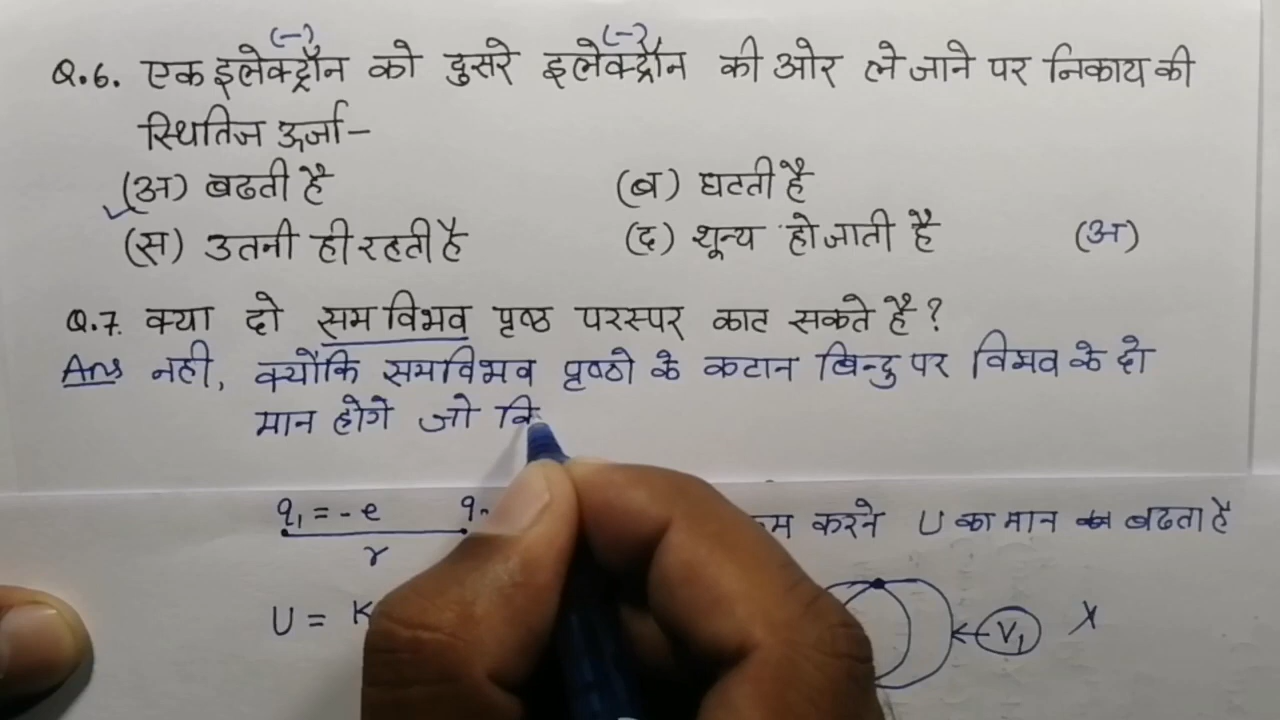 (-) (-)
Q.6. एक इलेक्ट्रॉन को दुसरे इलेक्ट्रॉन की ओर ले जाने पर निकाय की
स्थितिज ऊर्जा-
(अ) बढती है (ब) घटती है
(स) उतनी ही रहती है (द) शून्य हो जाती है (अ)
Q.7. क्या दो समविभव पृष्ठ परस्पर काट सकते है?
Ans नही, क्योंकि समविभव पृष्ठो के कटान बिन्दु पर विभव के दो
मान होगे जो वि
q₁ = -e करने U का मान बढता है
r
U = K V₁ X